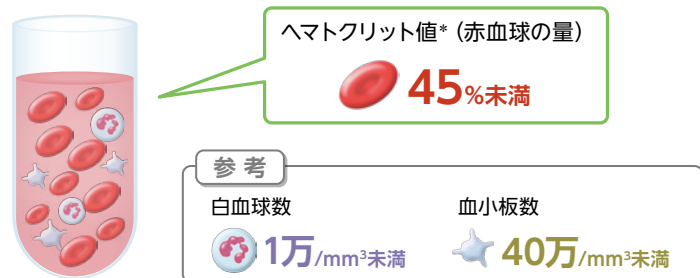 ヘマトクリット値*（赤血球の量）
45%未満
参考
白血球数
1万/mm³未満
血小板数
40万/mm³未満